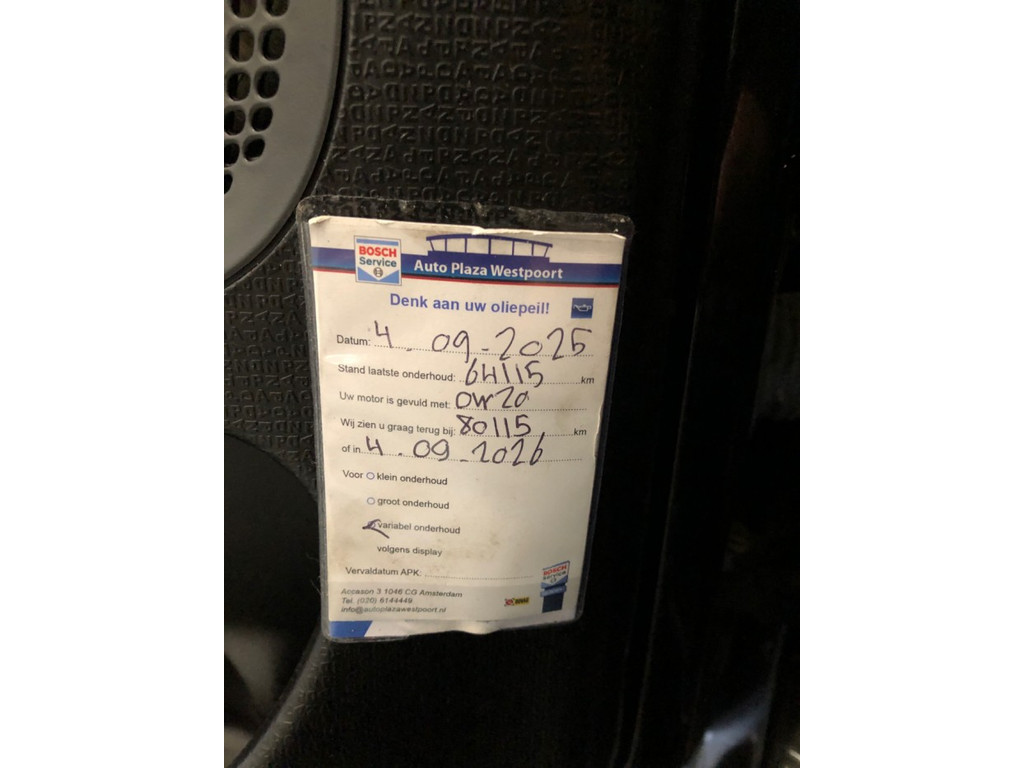 BOSCH
Service
Auto Plaza Westpoort
Denk aan uw oliepeil!
Datum: 4.09-2025
Stand laatste onderhoud: 64115 km
Uw motor is gevuld met: 0w20
Wij zien u graag terug bij: 80115 km
of in 4.09-2026
Voor klein onderhoud
groot onderhoud
variabel onderhoud
volgens display
Vervaldatum APK:
BOSCH
Service
Accason 3 1046 CG Amsterdam
Tel. (020) 6144449
info@autoplazawestpoort.nl